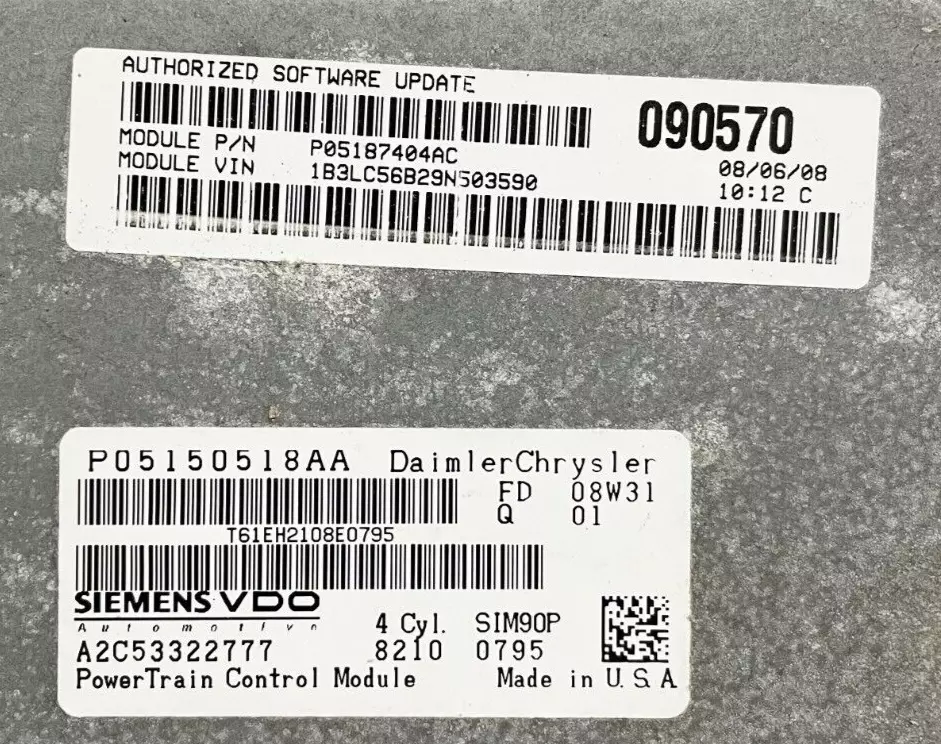 AUTHORIZED SOFTWARE UPDATE
090570
MODULE P/N P05187404AC
08/06/08
MODULE VIN 1B3LC56B29N503590
10:12 C
P05150518AA DaimlerChrysler
FD 08W31
Q 01
T61EH2108E0795
SIEMENS VDO
Automotive
4 Cyl. SIM90P
A2C53322777 8210 0795
PowerTrain Control Module Made in U.S.A